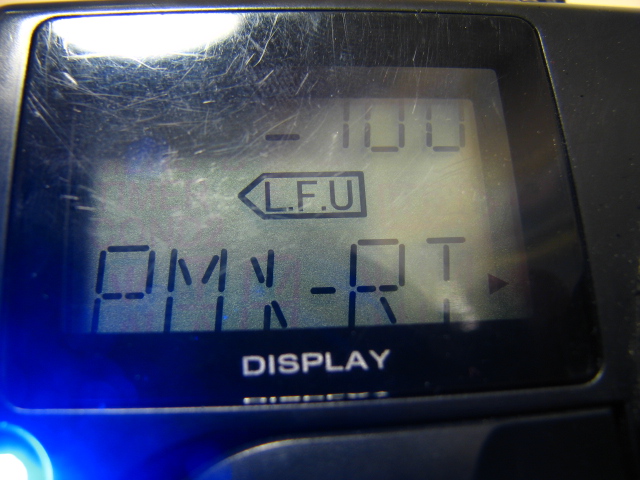 -100
L.F.U
PMX-RT
DISPLAY